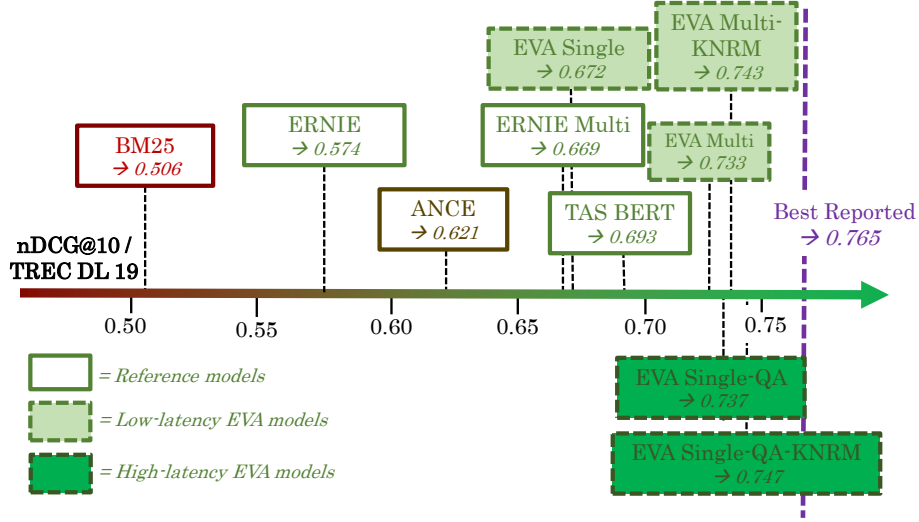 EVA Single
→ 0.672
EVA Multi-
KNRM
→ 0.743
BM25
→ 0.506
ERNIE
→ 0.574
ERNIE Multi
→ 0.669
EVA Multi
→ 0.733
ANCE
→ 0.621
TAS BERT
→ 0.693
Best Reported
→ 0.765
nDCG@10 /
TREC DL 19
0.50
0.55
0.60
0.65
0.70
0.75
= Reference models
= Low-latency EVA models
= High-latency EVA models
EVA Single-QA
→ 0.737
EVA Single-QA-KNRM
→ 0.747